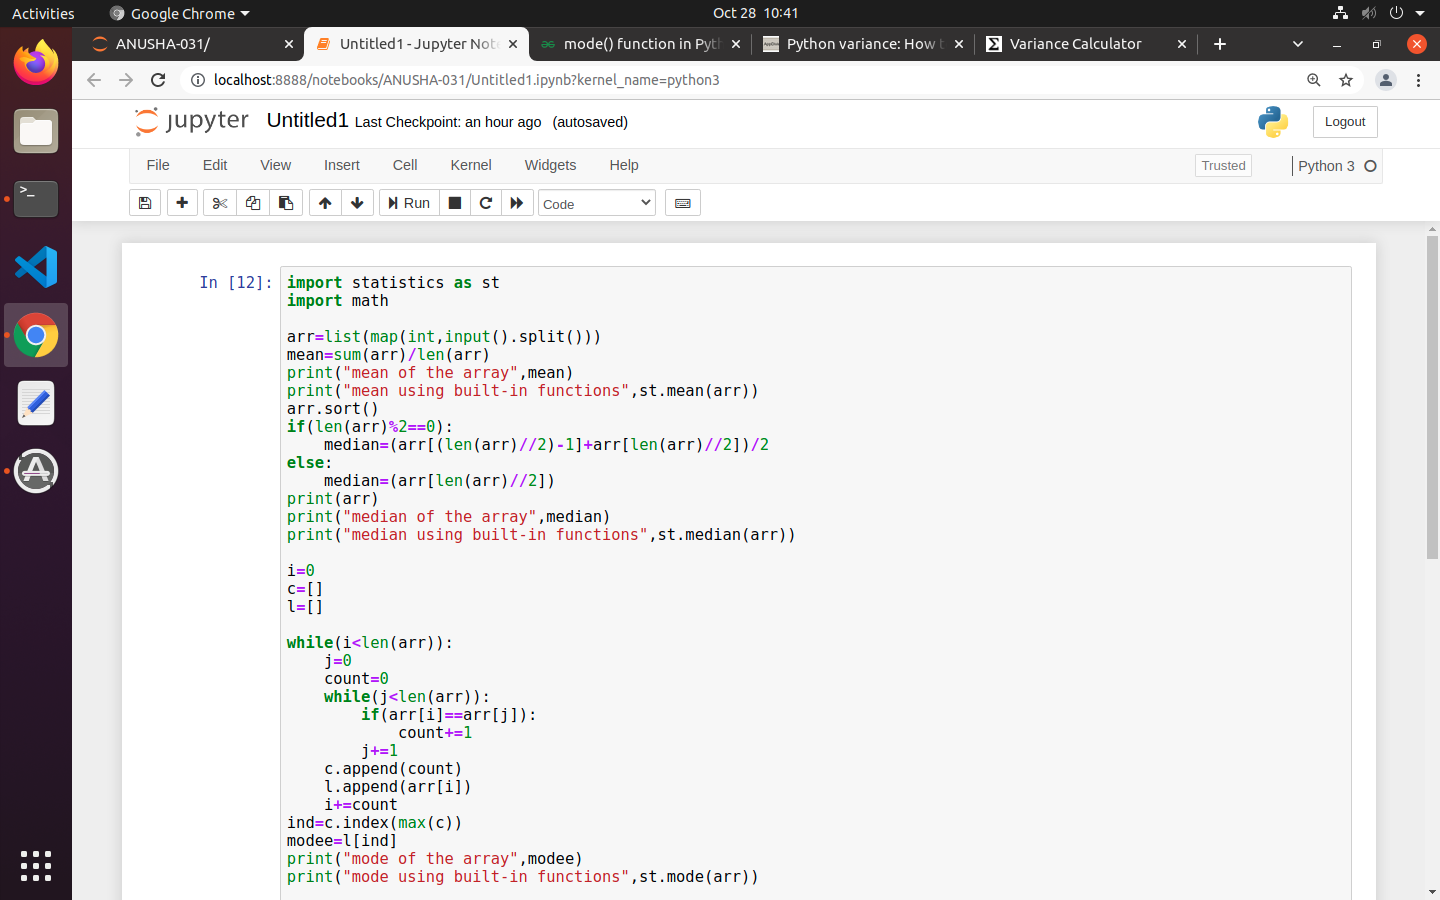 Activities Google Chrome Oct 28 10:41
ANUSHA-031/ Untitled1 - Jupyter Not mode() function in Pyt Python variance: How t Variance Calculator
localhost:8888/notebooks/ANUSHA-031/Untitled1.ipynb?kernel_name=python3
jupyter Untitled1 Last Checkpoint: an hour ago (autosaved) Logout
File Edit View Insert Cell Kernel Widgets Help Trusted Python 3
Run Code
In [12]: import statistics as st
import math
arr=list(map(int,input().split()))
mean=sum(arr)/len(arr)
print("mean of the array",mean)
print("mean using built-in functions",st.mean(arr))
arr.sort()
if(len(arr)%2==0):
    median=(arr[(len(arr)//2)-1]+arr[len(arr)//2])/2
else:
    median=(arr[len(arr)//2])
print(arr)
print("median of the array",median)
print("median using built-in functions",st.median(arr))
i=0
c=[]
l=[]
while(i<len(arr)):
    j=0
    count=0
    while(j<len(arr)):
        if(arr[i]==arr[j]):
            count+=1
        j+=1
    c.append(count)
    l.append(arr[i])
    i+=count
ind=c.index(max(c))
modee=l[ind]
print("mode of the array",modee)
print("mode using built-in functions",st.mode(arr))